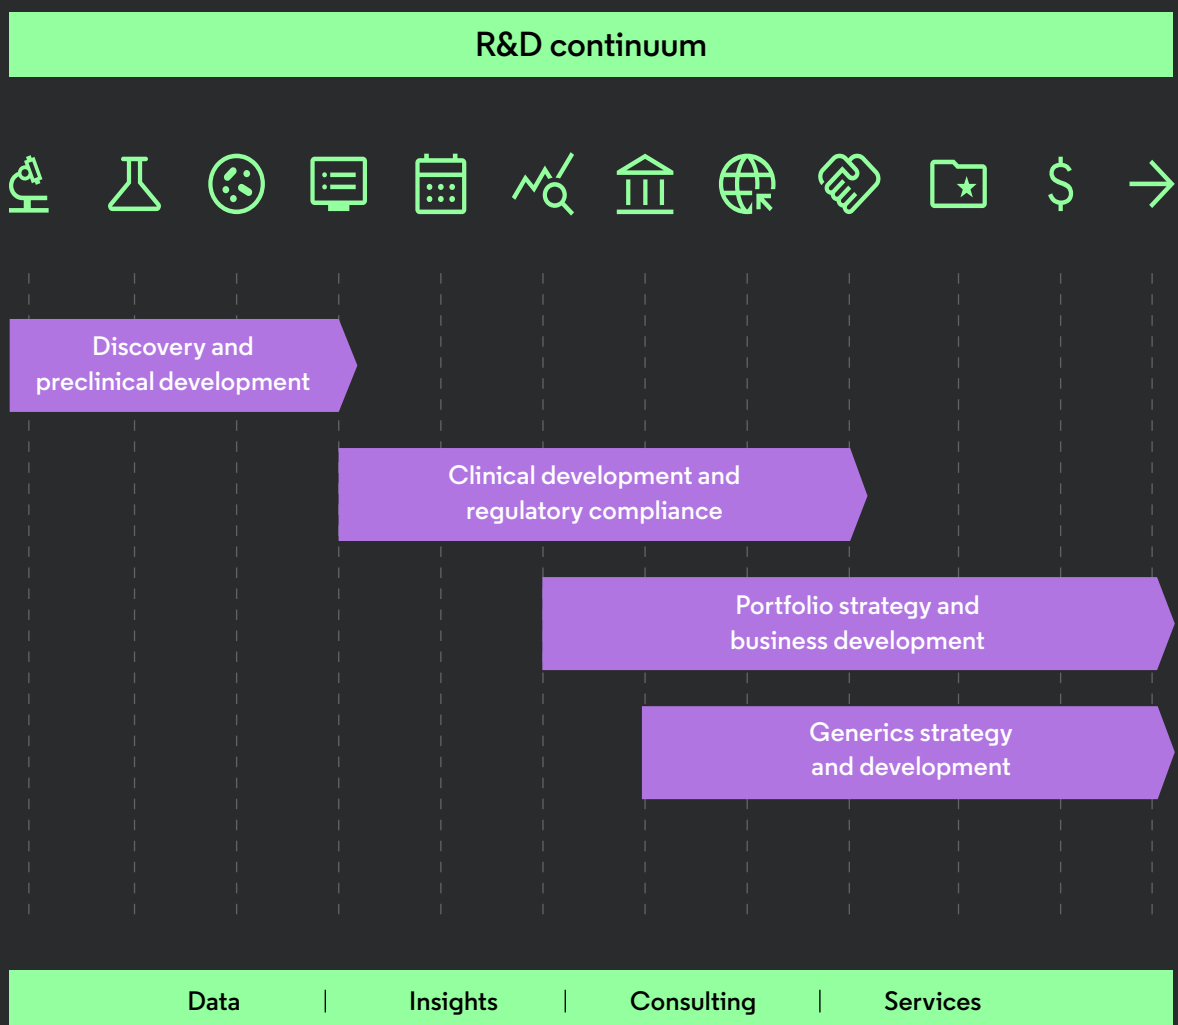 R&D continuum
Discovery and
preclinical development
Clinical development and
regulatory compliance
Portfolio strategy and
business development
Generics strategy
and development
Data | Insights | Consulting | Services